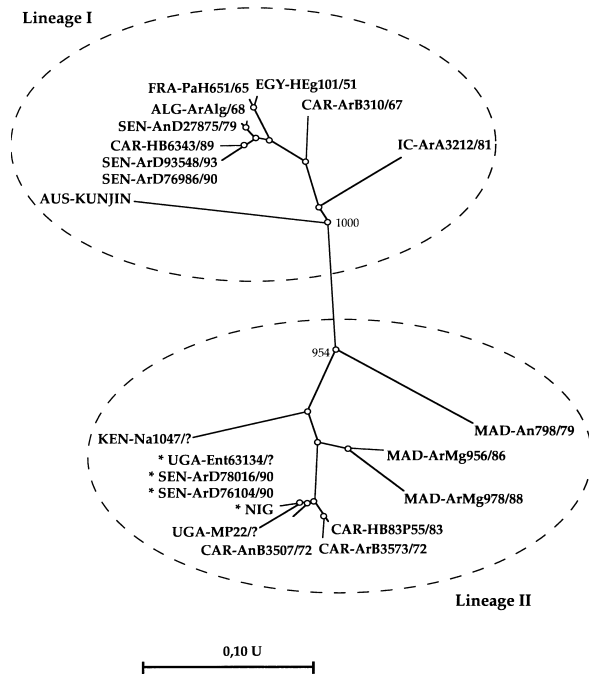 Lineage I
FRA-PaH651/65 EGY-HEg101/51
ALG-ArAlg/68 CAR-ArB310/67
SEN-AnD27875/79
CAR-HB6343/89 IC-ArA3212/81
SEN-ArD93548/93
SEN-ArD76986/90
AUS-KUNJIN
1000
954
MAD-An798/79
KEN-Na1047/?
MAD-ArMg956/86
* UGA-Ent63134/?
* SEN-ArD78016/90
* SEN-ArD76104/90
MAD-ArMg978/88
* NIG
UGA-MP22/? CAR-HB83P55/83
CAR-AnB3507/72 CAR-ArB3573/72
Lineage II
0,10 U